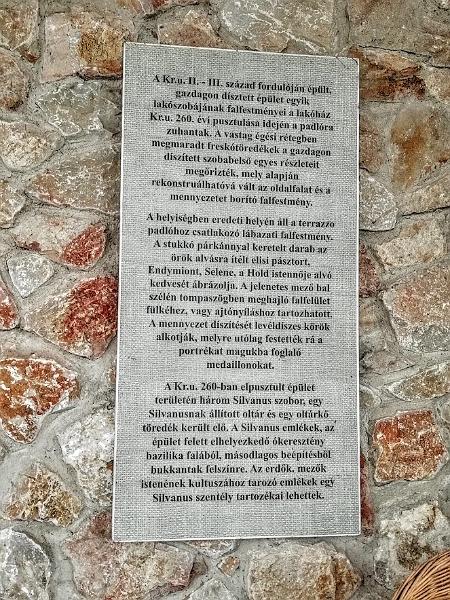 A Kr.u. II. - III. század fordulóján épült,
gazdagon dísztett épület egyik
lakószobájának falfestményei a lakóház
Kr.u. 260. évi pusztulása idején a padlóra
zuhantak. A vastag égési rétegben
megmaradt freskótöredékek a gazdagon
díszített szobabelső egyes részleteit
megőrizték, mely alapján
rekonstruálhatóvá vált az oldalfalat és a
mennyezetet borító falfestmény.
A helyiségben eredeti helyén áll a terrazzo
padlóhoz csatlakozó lábazati falfestmény.
A stukkó párkánnyal keretelt darab az
örök alvásra ítélt elisi pásztort,
Endymiont, Selene, a Hold istennője alvó
kedvesét ábrázolja. A jelenetes mező bal
szélén tompaszögben meghajló falfelület
fülkéhez, vagy ajtónyíláshoz tartozhatott.
A mennyezet díszítését levéldíszes körök
alkotják, melyre utólag festették rá a
portrékat magukba foglaló
medaillonokat.
A Kr.u. 260-ban elpusztult épület
területén három Silvanus szobor, egy
Silvanusnak állított oltár és egy oltárkő
töredék került elő. A Silvanus emlékek, az
épület felett elhelyezkedő ókeresztény
bazilika falából, másodlagos beépítésből
bukkantak felszínre. Az erdők, mezők
istenének kultuszához tarozó emlékek egy
Silvanus szentély tartozékai lehettek.